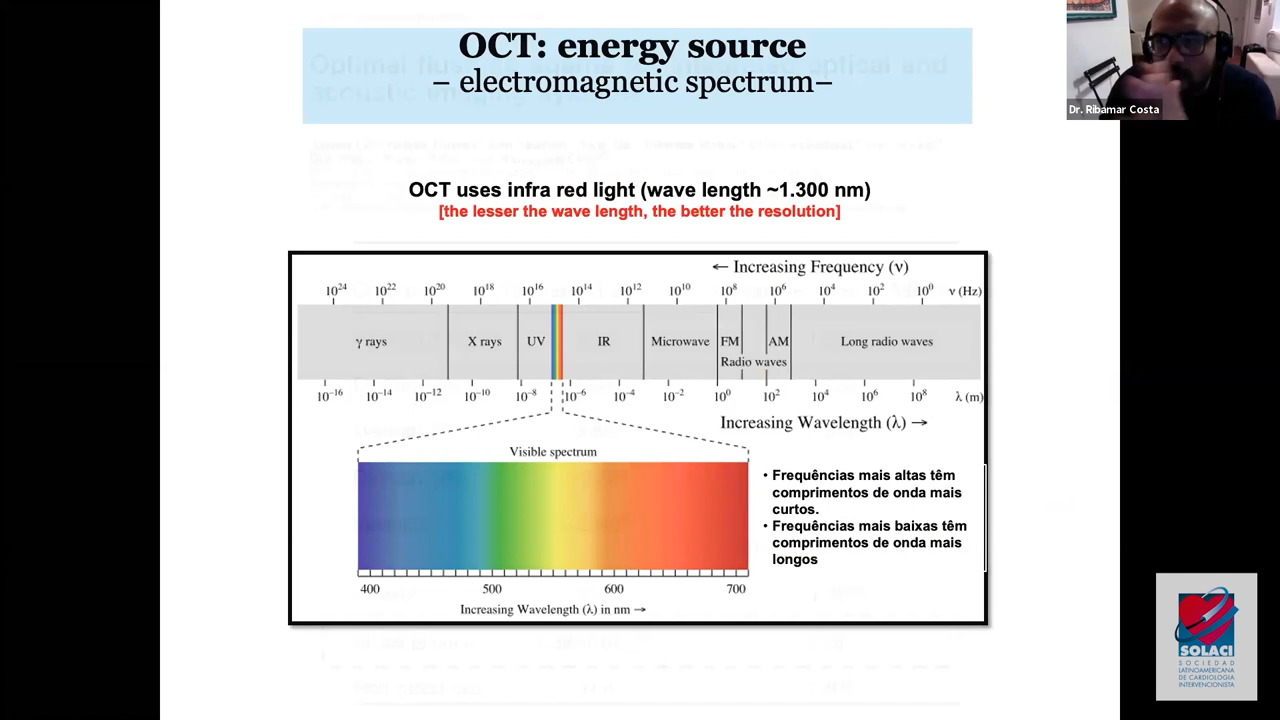 OCT: energy source
– electromagnetic spectrum–
Dr. Ribamar Costa
OCT uses infra red light (wave length ~1.300 nm)
[the lesser the wave length, the better the resolution]
← Increasing Frequency (ν)
10²⁴ 10²² 10²⁰ 10¹⁸ 10¹⁶ 10¹⁴ 10¹² 10¹⁰ 10⁸ 10⁶ 10⁴ 10² 10⁰ ν (Hz)
γ rays X rays UV IR Microwave FM AM Long radio waves
Radio waves
10⁻¹⁶ 10⁻¹⁴ 10⁻¹² 10⁻¹⁰ 10⁻⁸ 10⁻⁶ 10⁻⁴ 10⁻² 10⁰ 10² 10⁴ 10⁶ 10⁸ λ (m)
Increasing Wavelength (λ) →
Visible spectrum
400 500 600 700
Increasing Wavelength (λ) in nm →
• Frequências mais altas têm
comprimentos de onda mais
curtos.
• Frequências mais baixas têm
comprimentos de onda mais
longos
SOLACI
SOCIEDAD
LATINOAMERICANA
DE CARDIOLOGIA
INTERVENCIONISTA